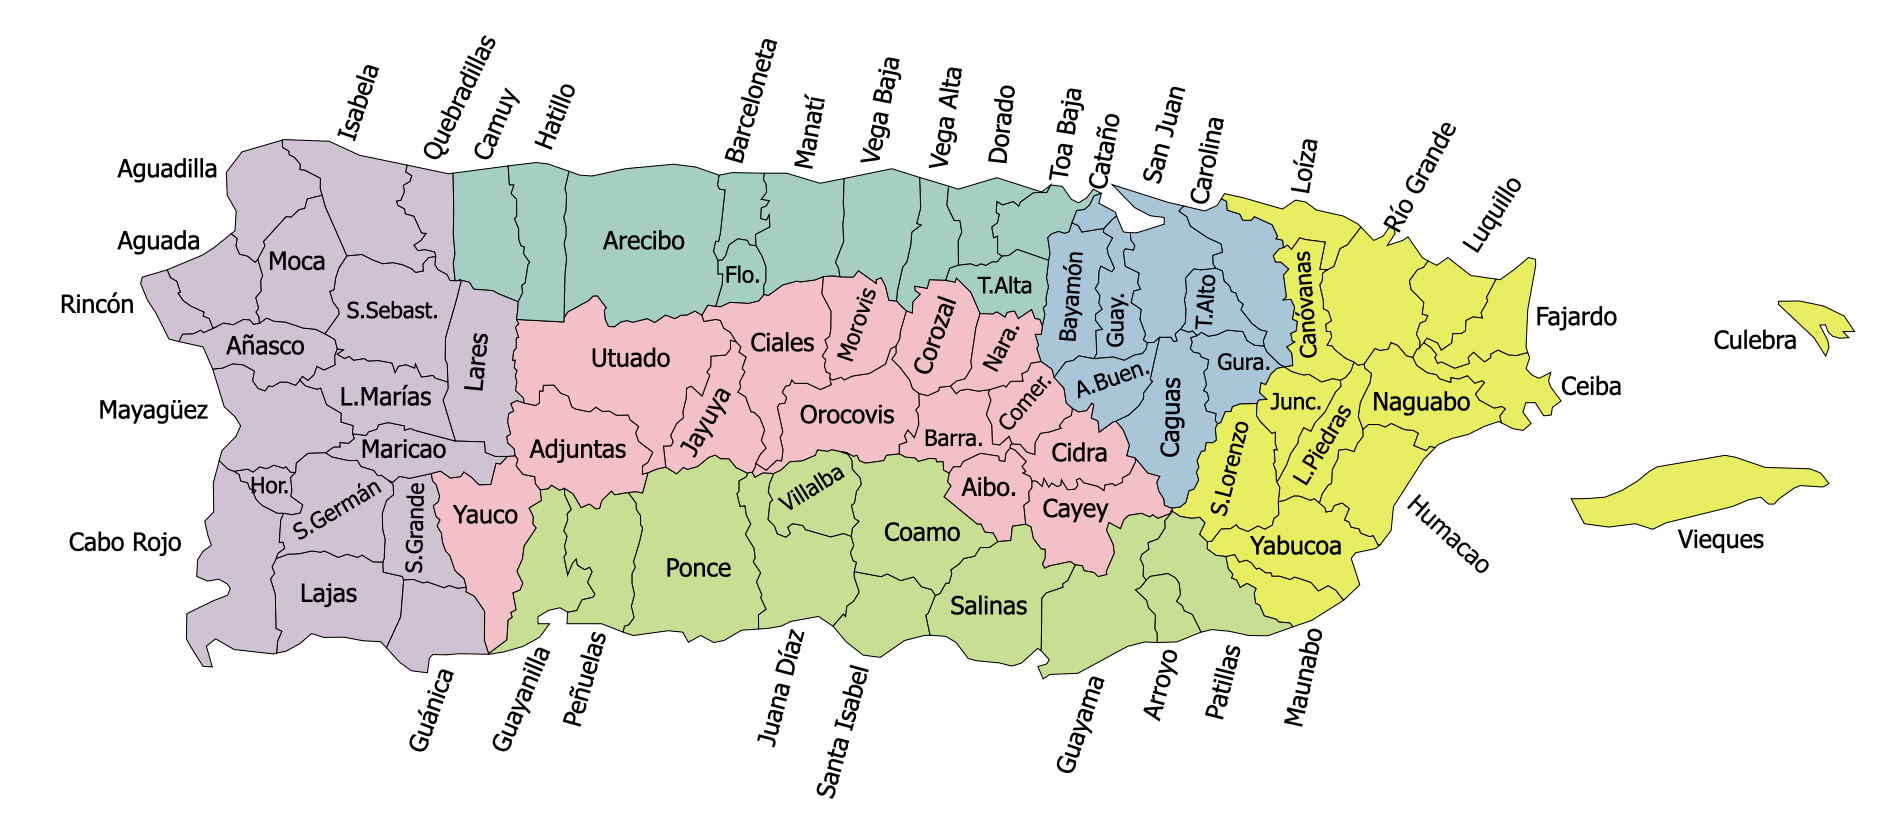 Isabela
Quebradillas
Camuy
Hatillo
Barceloneta
Manatí
Vega Baja
Vega Alta
Dorado
Toa Baja
Cataño
San Juan
Carolina
Loíza
Río Grande
Luquillo
Aguadilla
Aguada
Moca
Arecibo
Flo.
T.Alta
Bayamón
Guay.
T.Alto
Canóvanas
Rincón
S.Sebast.
Añasco
Lares
Utuado
Ciales
Morovis
Corozal
Nara.
A.Buen.
Caguas
Gura.
Fajardo
Culebra
Mayagüez
L.Marías
Maricao
Adjuntas
Jayuya
Orocovis
Barra.
Comer.
Cidra
Junc.
L.Piedras
Naguabo
Ceiba
Hor.
S.Germán
S.Grande
Yauco
Villalba
Aibo.
Cayey
S.Lorenzo
Cabo Rojo
Lajas
Ponce
Coamo
Salinas
Yabucoa
Humacao
Vieques
Guánica
Guayanilla
Peñuelas
Juana Díaz
Santa Isabel
Guayama
Arroyo
Patillas
Maunabo